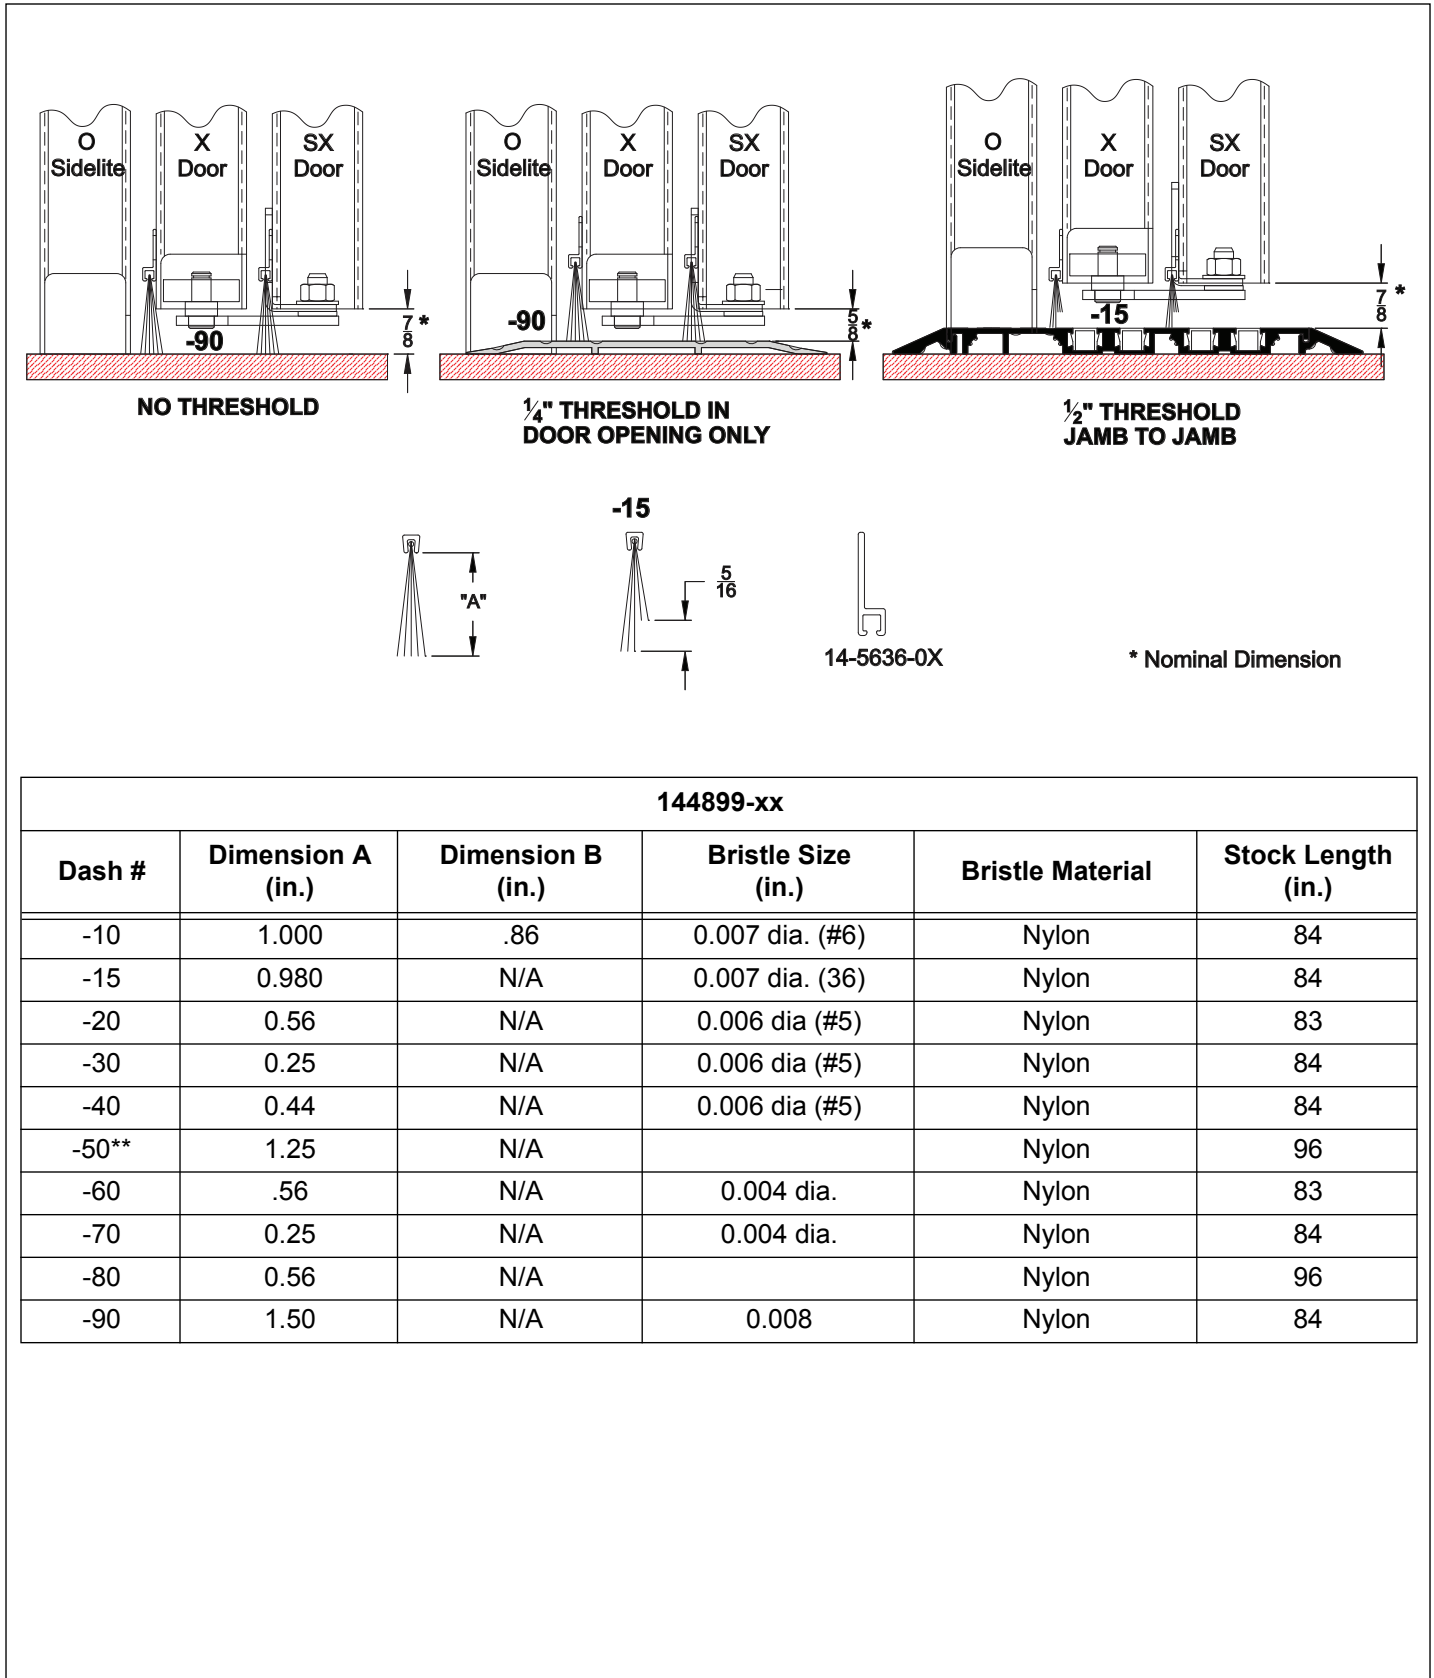 O
Sidelite
X
Door
SX
Door
-90
7/8 *
NO THRESHOLD
O
Sidelite
X
Door
SX
Door
-90
5/8 *
1/4" THRESHOLD IN
DOOR OPENING ONLY
O
Sidelite
X
Door
SX
Door
-15
7/8 *
1/2" THRESHOLD
JAMB TO JAMB
"A"
-15
5/16
14-5636-0X
* Nominal Dimension
144899-xx
Dash # Dimension A (in.) Dimension B (in.) Bristle Size (in.) Bristle Material Stock Length (in.)
-10 1.000 .86 0.007 dia. (#6) Nylon 84
-15 0.980 N/A 0.007 dia. (36) Nylon 84
-20 0.56 N/A 0.006 dia (#5) Nylon 83
-30 0.25 N/A 0.006 dia (#5) Nylon 84
-40 0.44 N/A 0.006 dia (#5) Nylon 84
-50** 1.25 N/A Nylon 96
-60 .56 N/A 0.004 dia. Nylon 83
-70 0.25 N/A 0.004 dia. Nylon 84
-80 0.56 N/A Nylon 96
-90 1.50 N/A 0.008 Nylon 84